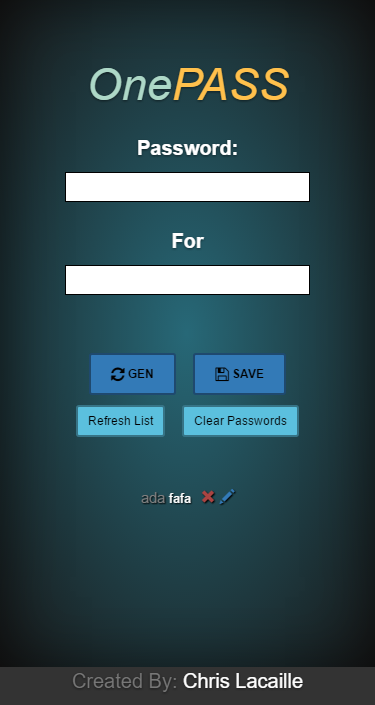 OnePASS
Password:
For
GEN SAVE
Refresh List Clear Passwords
ada fafa
Created By: Chris Lacaille